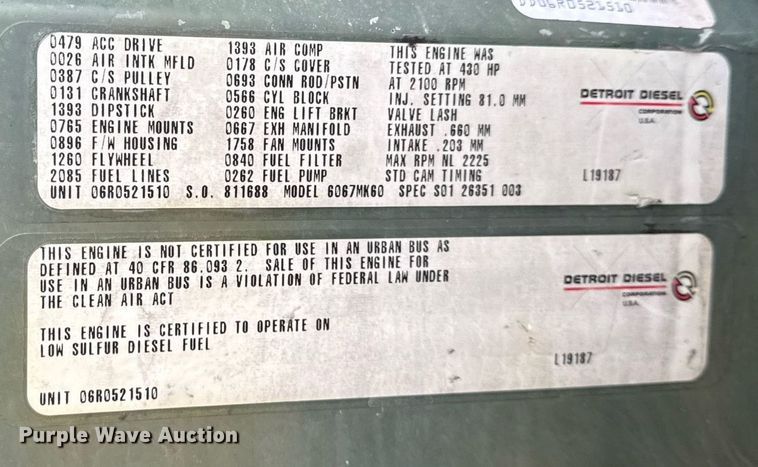 DD06R0521510
0479 ACC DRIVE 1393 AIR COMP THIS ENGINE WAS
0026 AIR INTK MFLD 0178 C/S COVER TESTED AT 430 HP
0387 C/S PULLEY 0693 CONN ROD/PSTN AT 2100 RPM
0131 CRANKSHAFT 0566 CYL BLOCK INJ. SETTING 81.0 MM
1393 DIPSTICK 0260 ENG LIFT BRKT VALVE LASH
0765 ENGINE MOUNTS 0667 EXH MANIFOLD EXHAUST .660 MM
0896 F/W HOUSING 1758 FAN MOUNTS INTAKE .203 MM
1260 FLYWHEEL 0840 FUEL FILTER MAX RPM NL 2225
2085 FUEL LINES 0262 FUEL PUMP STD CAM TIMING
UNIT 06R0521510 S.O. 811688 MODEL 6067MK60 SPEC S01 26351 003
DETROIT DIESEL
CORPORATION
U.S.A.
L19187
THIS ENGINE IS NOT CERTIFIED FOR USE IN AN URBAN BUS AS
DEFINED AT 40 CFR 86.093 2. SALE OF THIS ENGINE FOR
USE IN AN URBAN BUS IS A VIOLATION OF FEDERAL LAW UNDER
THE CLEAN AIR ACT
THIS ENGINE IS CERTIFIED TO OPERATE ON
LOW SULFUR DIESEL FUEL
UNIT 06R0521510
DETROIT DIESEL
CORPORATION
U.S.A.
L19187
Purple Wave Auction